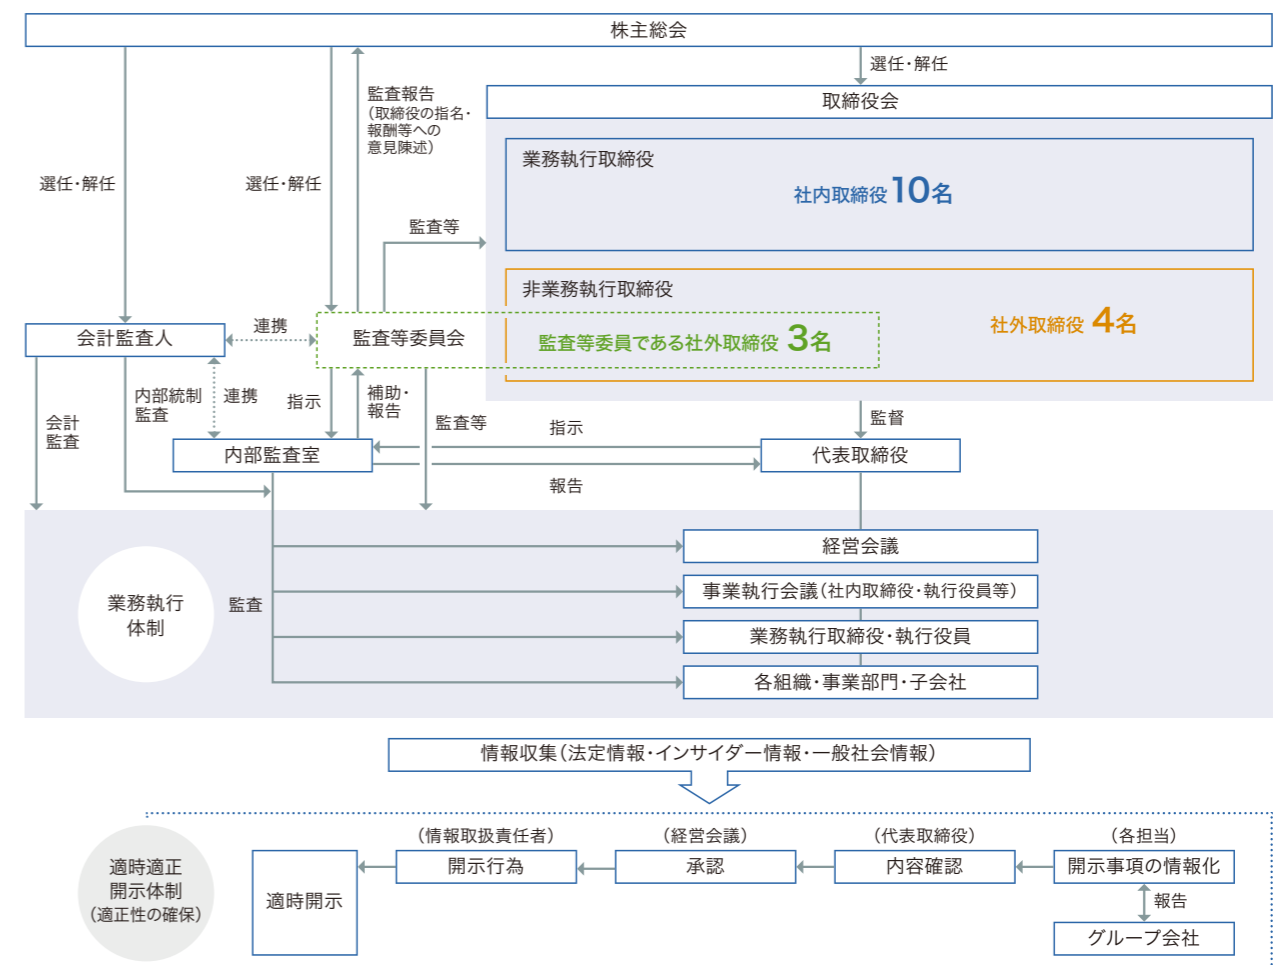 株主総会
選任・解任
取締役会
監査報告
（取締役の指名・
報酬等への
意見陳述）
業務執行取締役
社内取締役 10名
選任・解任
選任・解任
監査等
非業務執行取締役
社外取締役 4名
会計監査人
連携
監査等委員会
監査等委員である社外取締役 3名
内部統制
監査
連携
指示
補助・
報告
会計
監査
監査等
指示
監督
内部監査室
代表取締役
報告
経営会議
業務執行
体制
監査
事業執行会議（社内取締役・執行役員等）
業務執行取締役・執行役員
各組織・事業部門・子会社
情報収集（法定情報・インサイダー情報・一般社会情報）
適時適正
開示体制
（適正性の確保）
（情報取扱責任者）
（経営会議）
（代表取締役）
（各担当）
適時開示
開示行為
承認
内容確認
開示事項の情報化
報告
グループ会社